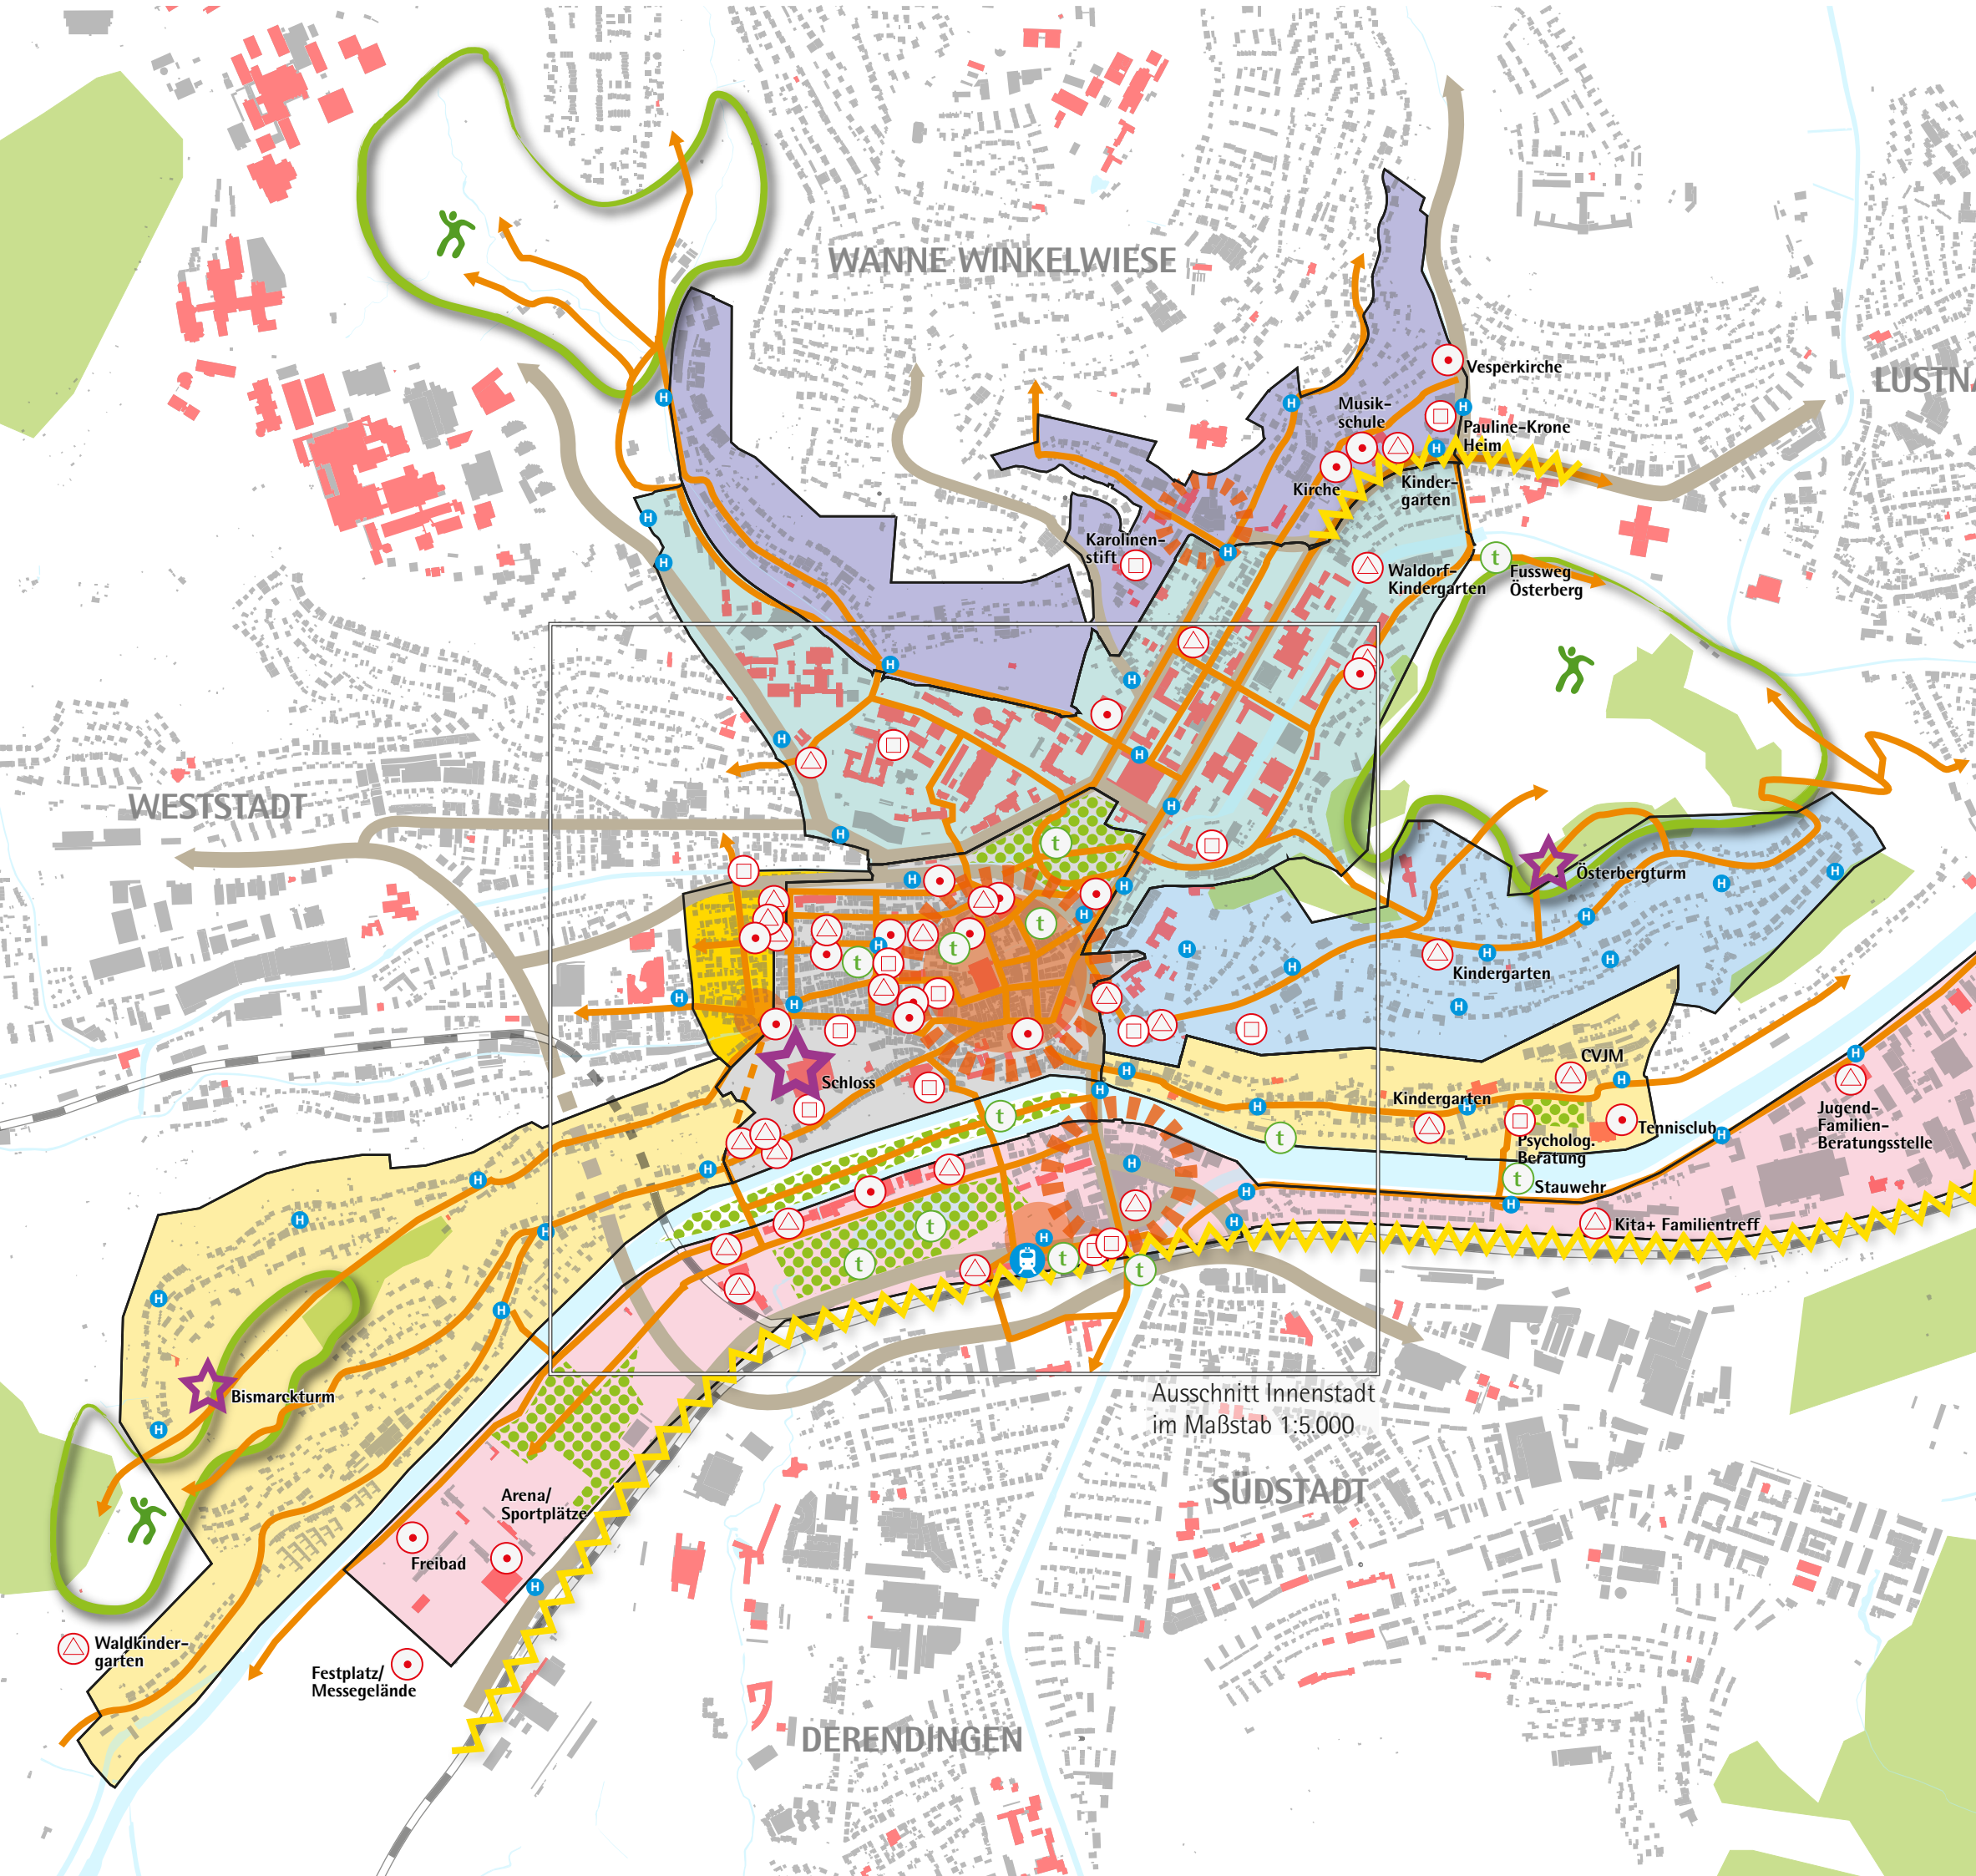 WANNE WINKELWIESE
Vesperkirche
LUSTN
Musik-
schule
Pauline-Krone
Heim
Kirche
Kinder-
garten
Karolinen-
stift
Waldorf-
Kindergarten
t
Fussweg
Österberg
WESTSTADT
Österbergturm
Kindergarten
Schloss
CVJM
Kindergarten
Tennisclub
Psycholog.
Beratung
Jugend-
Familien-
Beratungsstelle
Stauwehr
Kita+ Familientreff
Bismarckturm
Ausschnitt Innenstadt
im Maßstab 1:5.000
SÜDSTADT
Arena/
Sportplätze
Freibad
Waldkinder-
garten
Festplatz/
Messegelände
DERENDINGEN